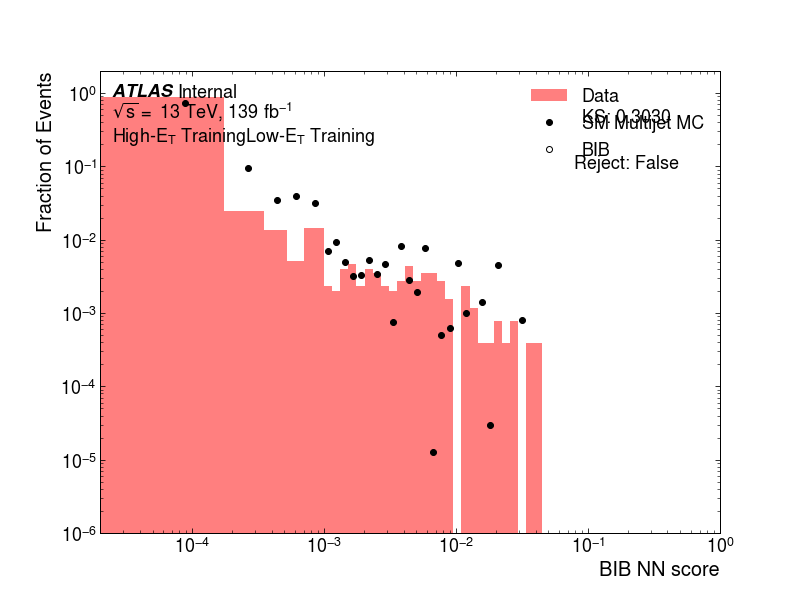 ATLAS Internal
√s = 13 TeV, 139 fb⁻¹
High-E_T TrainingLow-E_T Training
Data
KS: 0.3030
SM Multijet MC
BIB
Reject: False
Fraction of Events
10⁰
10⁻¹
10⁻²
10⁻³
10⁻⁴
10⁻⁵
10⁻⁶
10⁻⁴ 10⁻³ 10⁻² 10⁻¹ 10⁰
BIB NN score